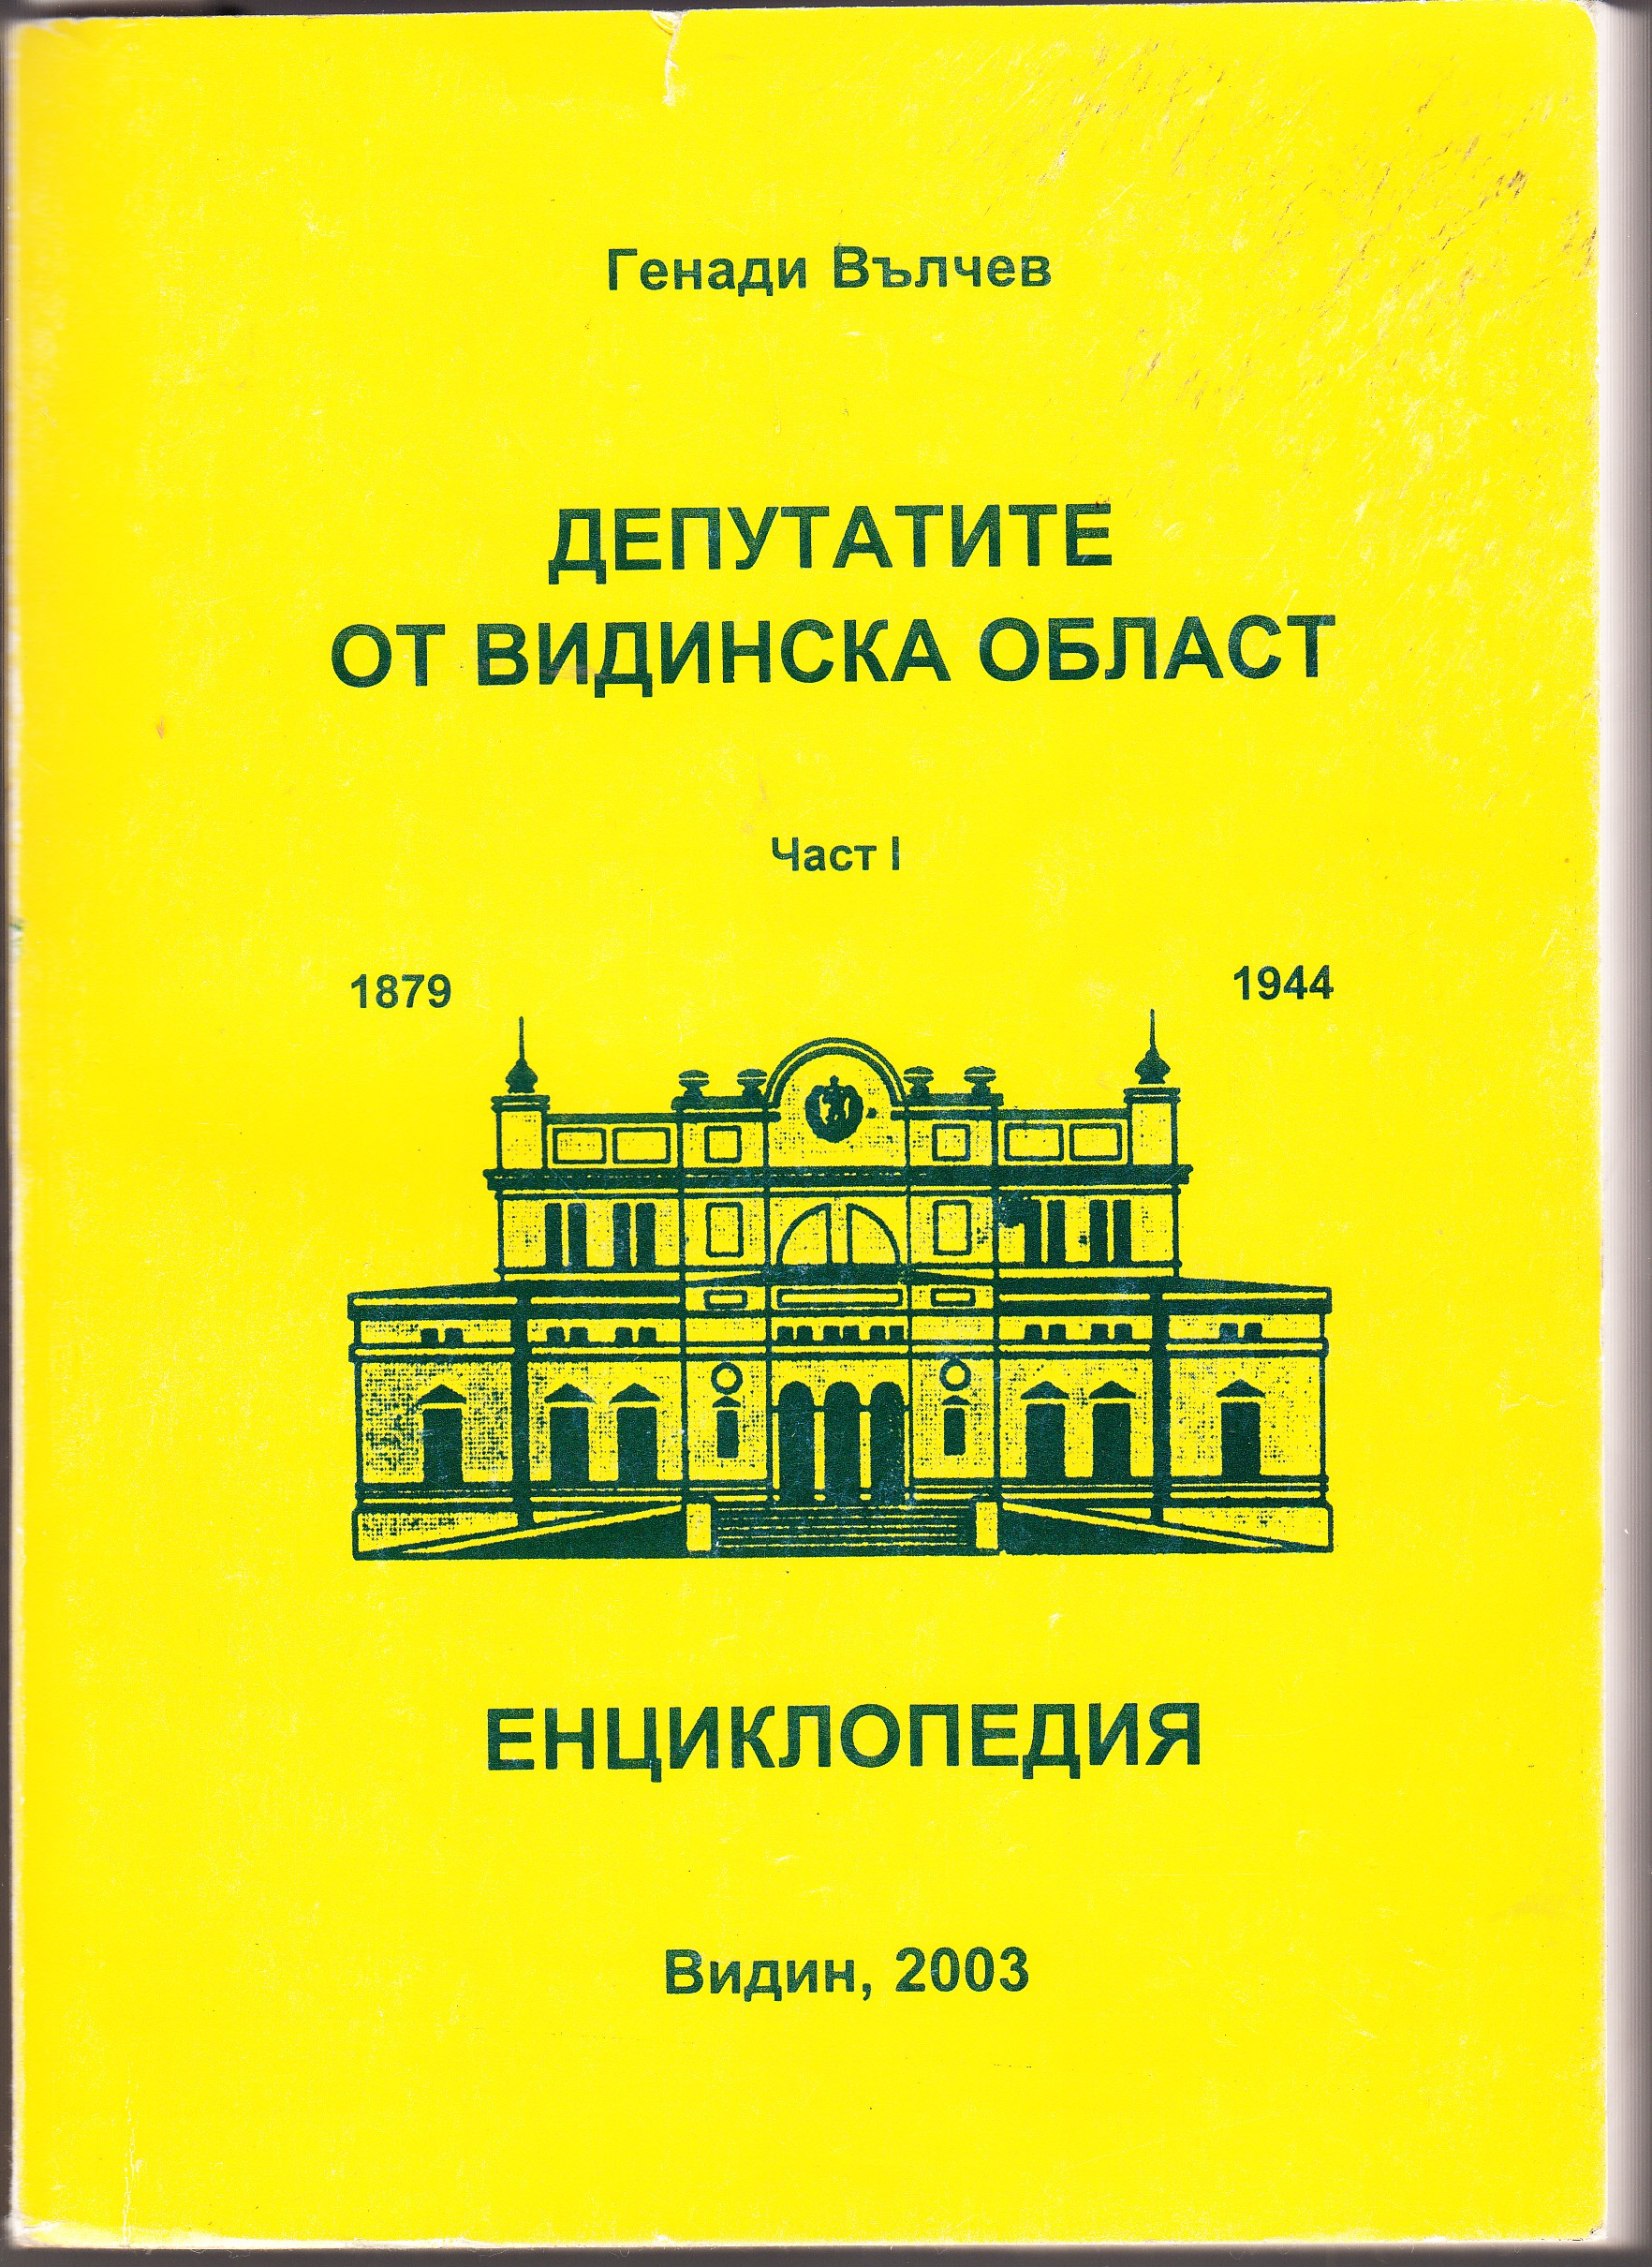 Генади Вълчев
ДЕПУТАТИТЕ
ОТ ВИДИНСКА ОБЛАСТ
Част I
1879
1944
ЕНЦИКЛОПЕДИЯ
Видин, 2003